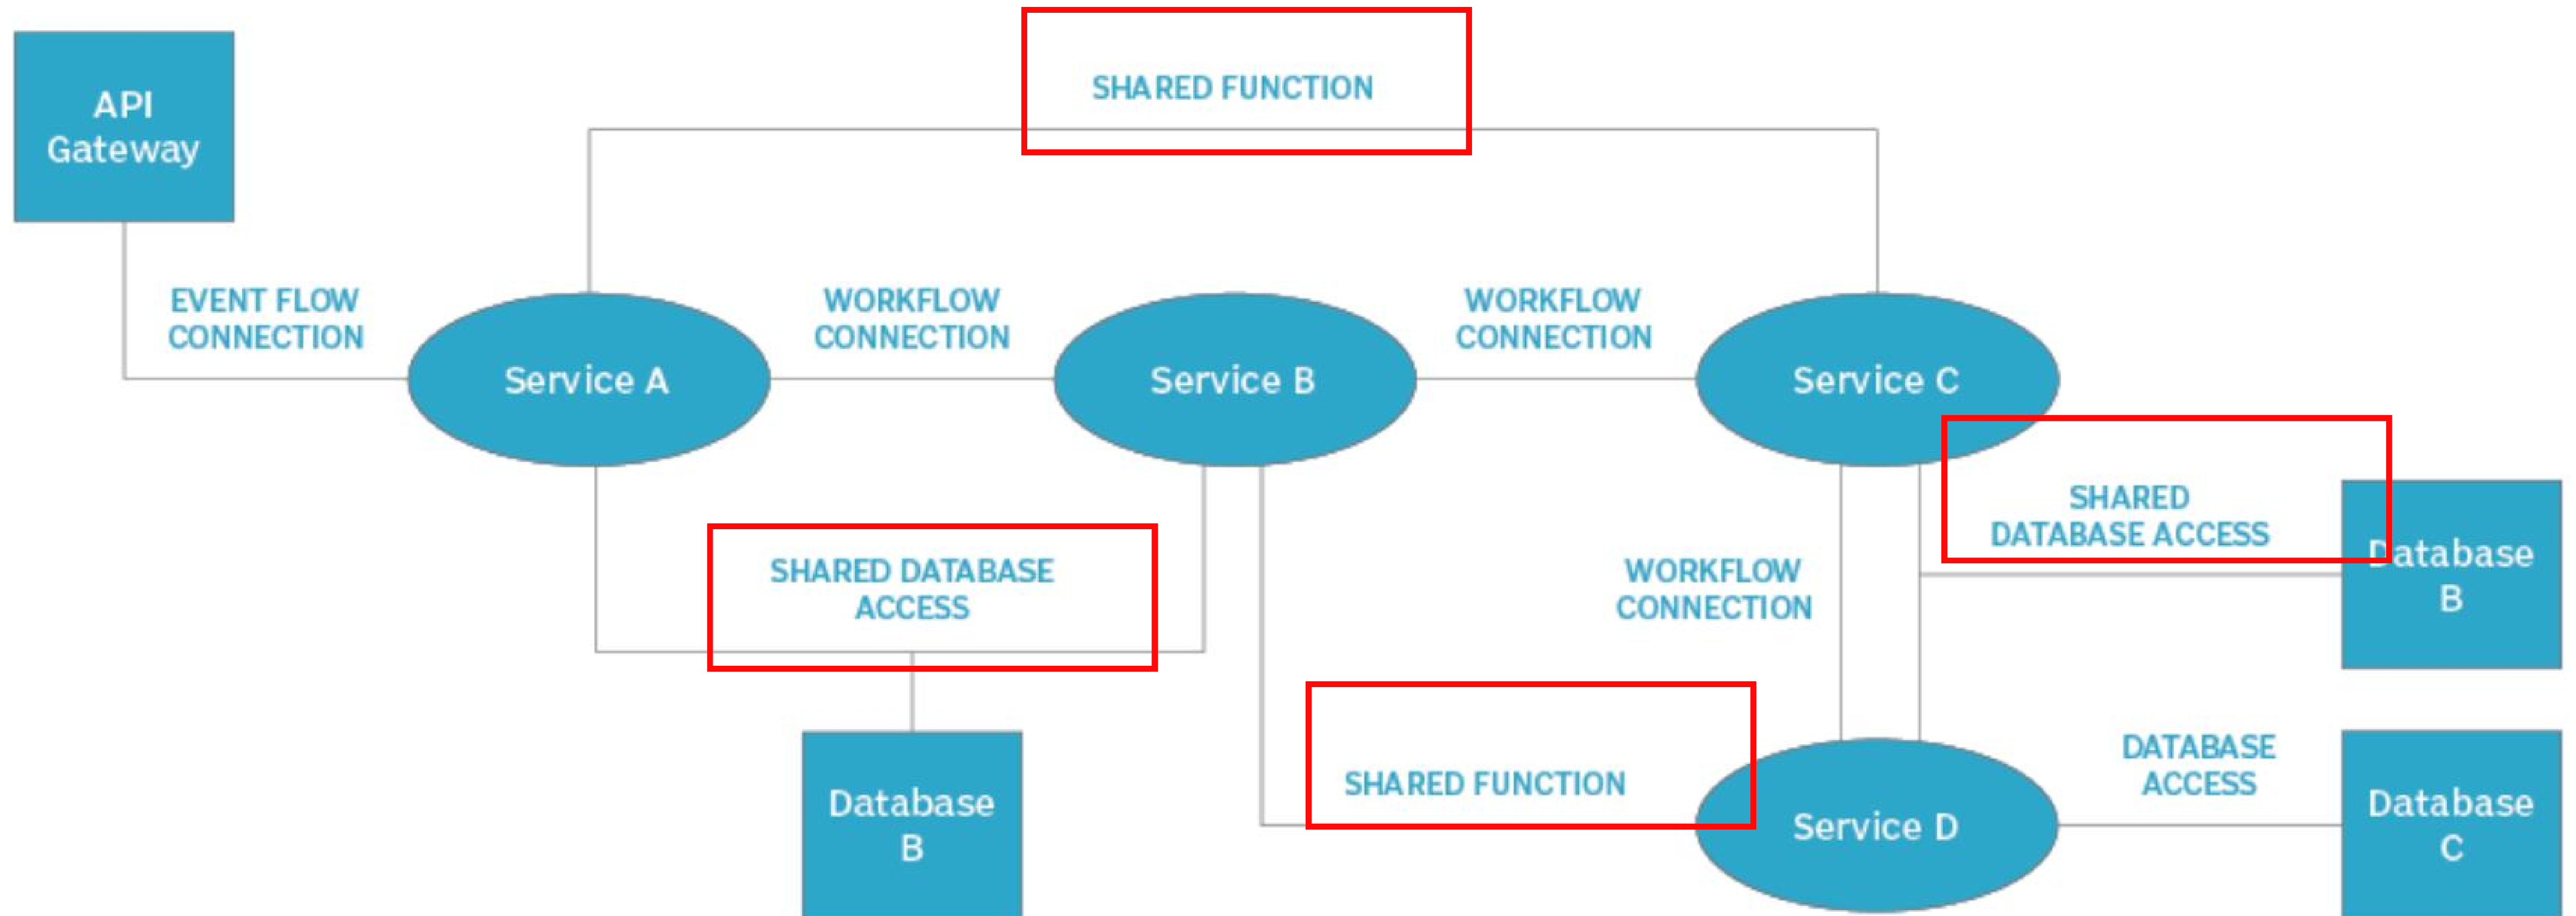 API
Gateway
SHARED FUNCTION
EVENT FLOW
CONNECTION
WORKFLOW
CONNECTION
WORKFLOW
CONNECTION
Service A
Service B
Service C
SHARED DATABASE
ACCESS
WORKFLOW
CONNECTION
SHARED
DATABASE ACCESS
Database
B
Database
B
SHARED FUNCTION
Service D
DATABASE
ACCESS
Database
C